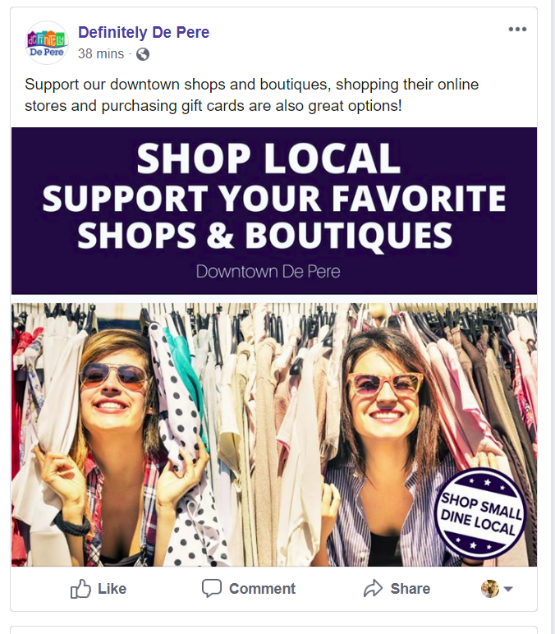 DEFINITELY
De Pere
Definitely De Pere
38 mins ·
Support our downtown shops and boutiques, shopping their online
stores and purchasing gift cards are also great options!
SHOP LOCAL
SUPPORT YOUR FAVORITE
SHOPS & BOUTIQUES
Downtown De Pere
SHOP SMALL
DINE LOCAL
Like
Comment
Share